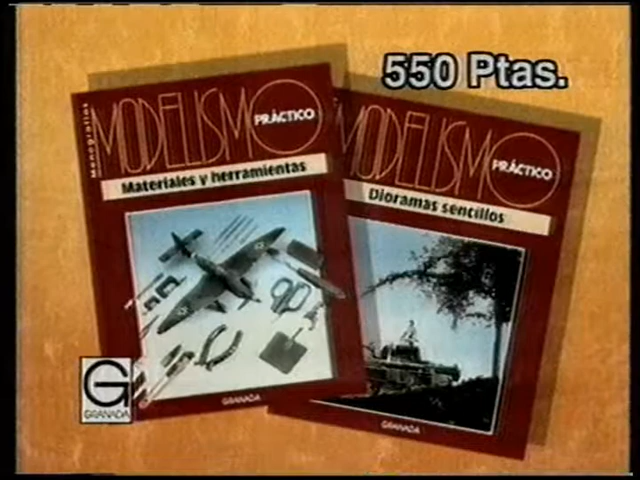 550 Ptas.
Monografías
MODELISMO
PRÁCTICO
Materiales y herramientas
GRANADA
MODELISMO
PRÁCTICO
Dioramas sencillos
GRANADA
G
GRANADA